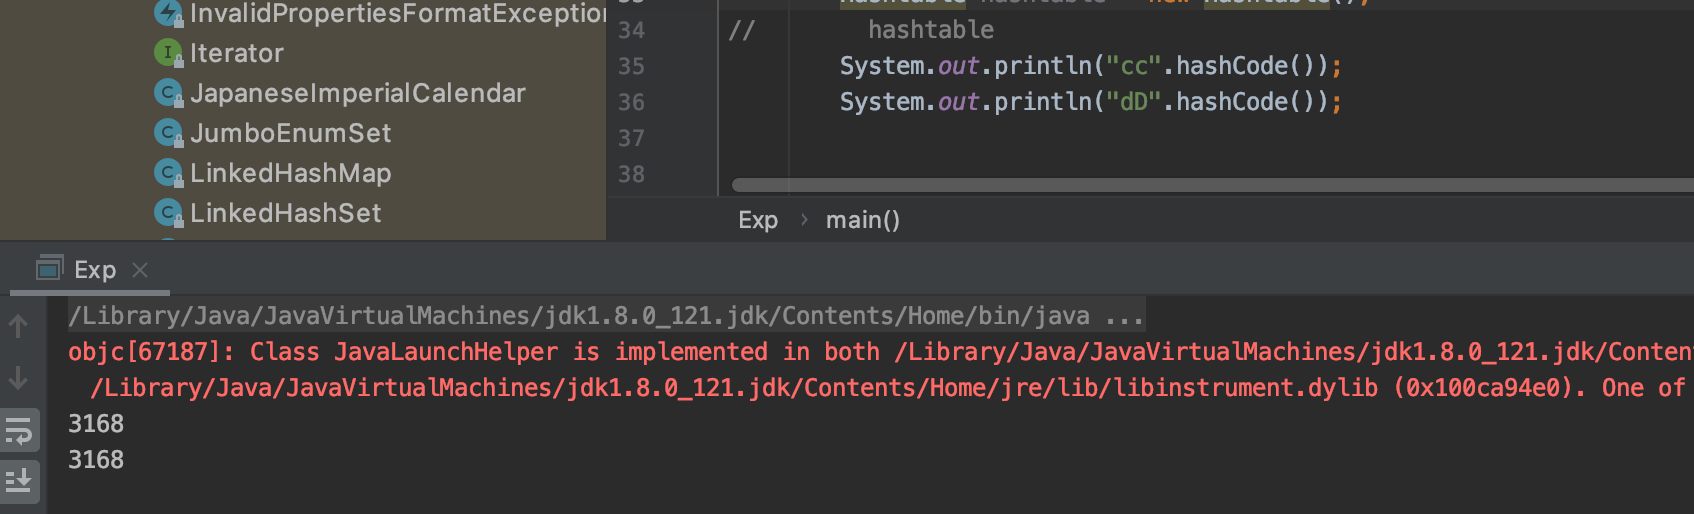 InvalidPropertiesFormatException
Iterator
JapaneseImperialCalendar
JumboEnumSet
LinkedHashMap
LinkedHashSet
34 // hashtable
35 System.out.println("cc".hashCode());
36 System.out.println("dD".hashCode());
37
38
Exp › main()
Exp
/Library/Java/JavaVirtualMachines/jdk1.8.0_121.jdk/Contents/Home/bin/java ...
objc[67187]: Class JavaLaunchHelper is implemented in both /Library/Java/JavaVirtualMachines/jdk1.8.0_121.jdk/Conten
/Library/Java/JavaVirtualMachines/jdk1.8.0_121.jdk/Contents/Home/jre/lib/libinstrument.dylib (0x100ca94e0). One of
3168
3168